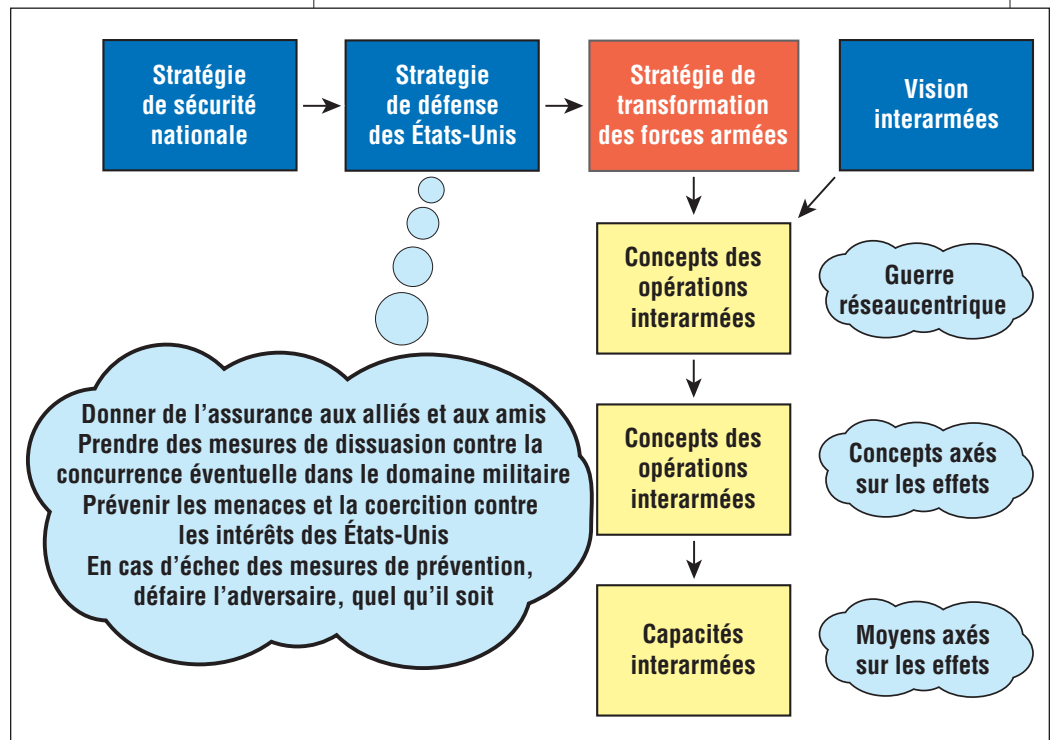 Stratégie
de sécurité
nationale
Strategie
de défense
des États-Unis
Stratégie de
transformation
des forces armées
Vision
interarmées
Concepts des
opérations
interarmées
Guerre
réseaucentrique
Donner de l’assurance aux alliés et aux amis
Prendre des mesures de dissuasion contre la
concurrence éventuelle dans le domaine militaire
Prévenir les menaces et la coercition contre
les intérêts des États-Unis
En cas d’échec des mesures de prévention,
défaire l’adversaire, quel qu’il soit
Concepts des
opérations
interarmées
Concepts axés
sur les effets
Capacités
interarmées
Moyens axés
sur les effets